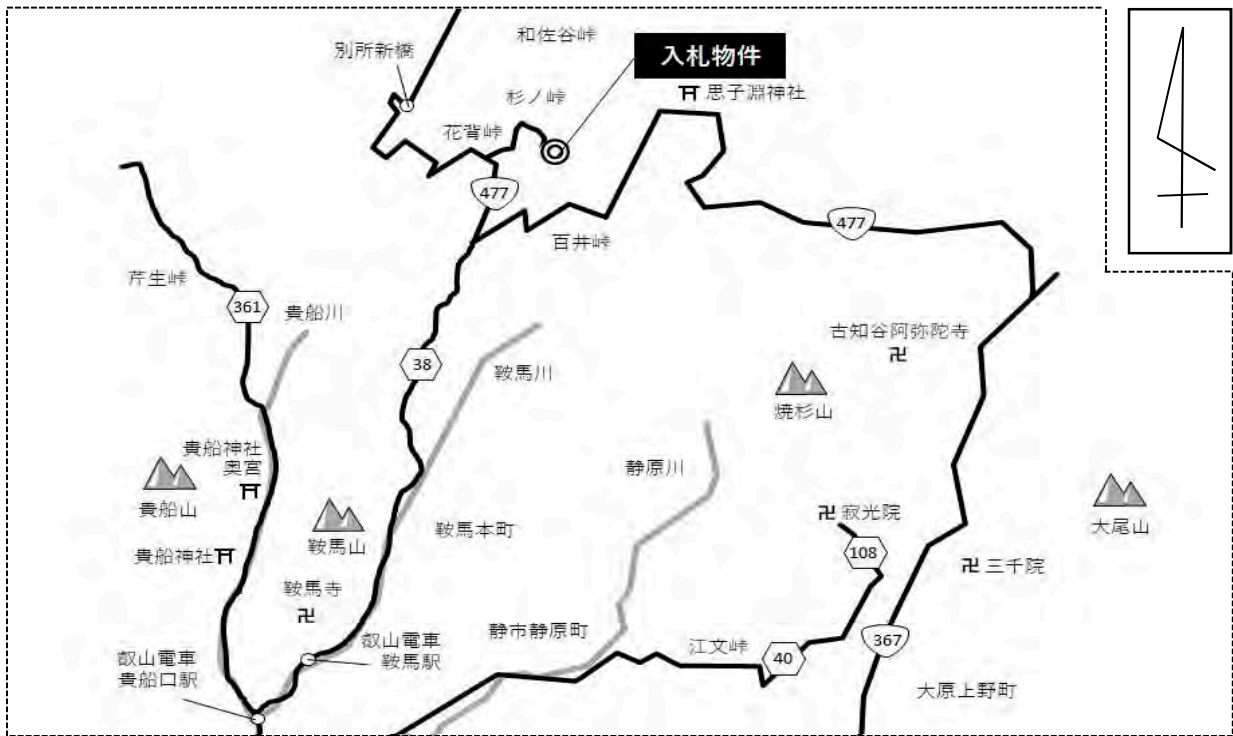 和佐谷峠
別所新橋
入札物件
思子淵神社
杉ノ峠
花背峠
477
477
百井峠
芹生峠
361
貴船川
古知谷阿弥陀寺
卍
38
鞍馬川
焼杉山
貴船神社
奥宮
静原川
貴船山
寂光院
卍
大尾山
鞍馬本町
鞍馬山
108
貴船神社
卍 三千院
鞍馬寺
卍
静市静原町
叡山電車
鞍馬駅
367
江文峠
40
叡山電車
貴船口駅
大原上野町